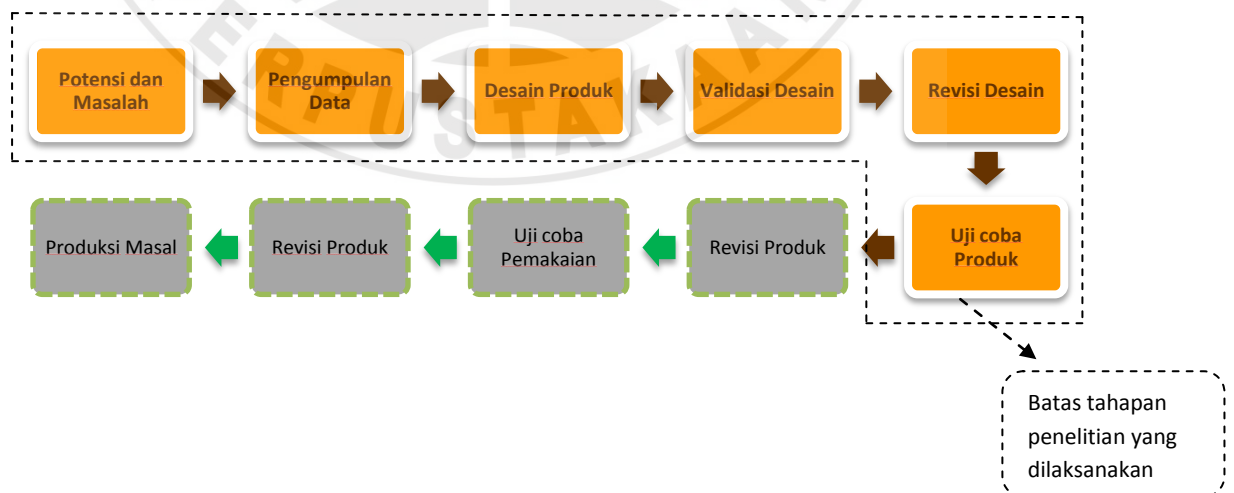 Potensi dan
Masalah
Pengumpulan
Data
Desain Produk
Validasi Desain
Revisi Desain
Uji coba
Produk
Revisi Produk
Uji coba
Pemakaian
Revisi Produk
Produksi Masal
Batas tahapan
penelitian yang
dilaksanakan
ERPUSTAKAAN